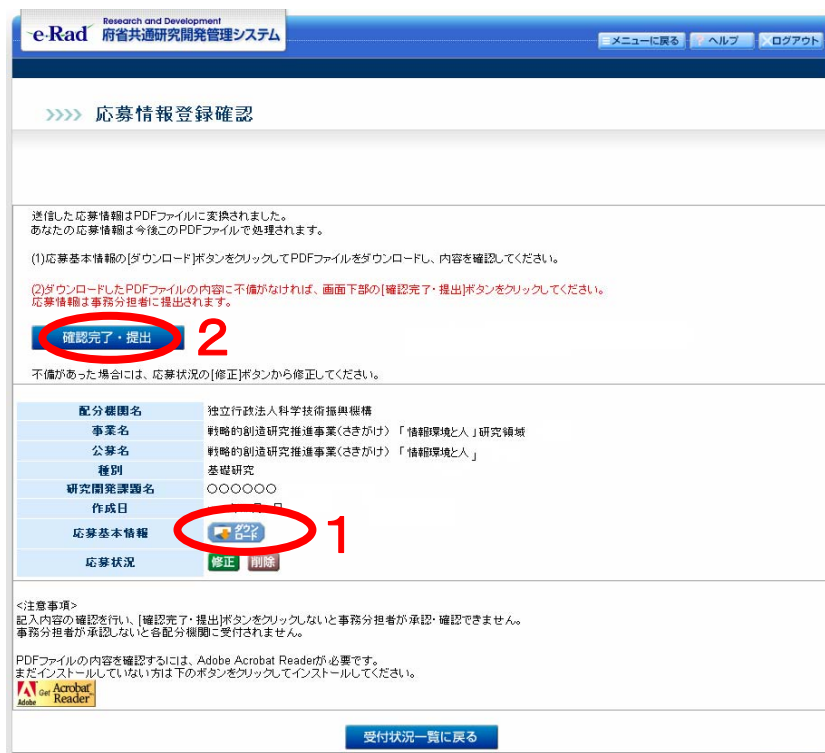 e-Rad
Research and Development
府省共通研究開発管理システム
メニューに戻る ? ヘルプ ×ログアウト
>>>> 応募情報登録確認
送信した応募情報はPDFファイルに変換されました。
あなたの応募情報は今後このPDFファイルで処理されます。
(1)応募基本情報の[ダウンロード]ボタンをクリックしてPDFファイルをダウンロードし、内容を確認してください。
(2)ダウンロードしたPDFファイルの内容に不備がなければ、画面下部の[確認完了・提出]ボタンをクリックしてください。
応募情報は事務分担者に提出されます。
確認完了・提出 2
不備があった場合には、応募状況の[修正]ボタンから修正してください。
配分機関名 独立行政法人科学技術振興機構
事業名 戦略的創造研究推進事業(さきがけ) 「情報環境と人」研究領域
公募名 戦略的創造研究推進事業(さきがけ) 「情報環境と人」
種別 基礎研究
研究開発課題名 ○○○○○○
作成日
応募基本情報 ダウンロード 1
応募状況 修正 削除
<注意事項>
記入内容の確認を行い、[確認完了・提出]ボタンをクリックしないと事務分担者が承認・確認できません。
事務分担者が承認しないと各配分機関に受付されません。
PDFファイルの内容を確認するには、Adobe Acrobat Readerが必要です。
まだインストールしていない方は下のボタンをクリックしてインストールしてください。
Adobe Get Acrobat Reader
受付状況一覧に戻る